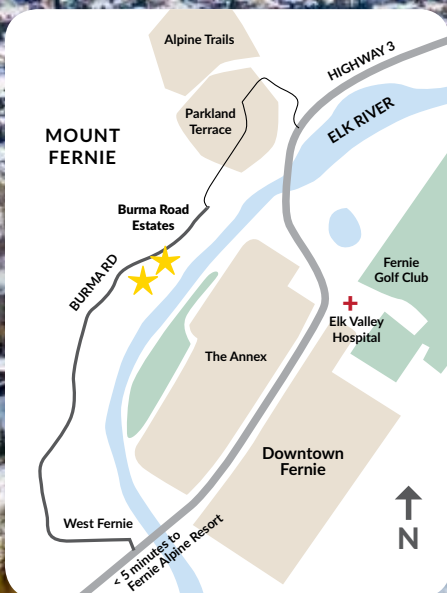 Alpine Trails
HIGHWAY 3
Parkland
Terrace
ELK RIVER
MOUNT
FERNIE
Burma Road
Estates
BURMA RD
Fernie
Golf Club
Elk Valley
Hospital
The Annex
Downtown
Fernie
West Fernie
< 5 minutes to
Fernie Alpine Resort
N